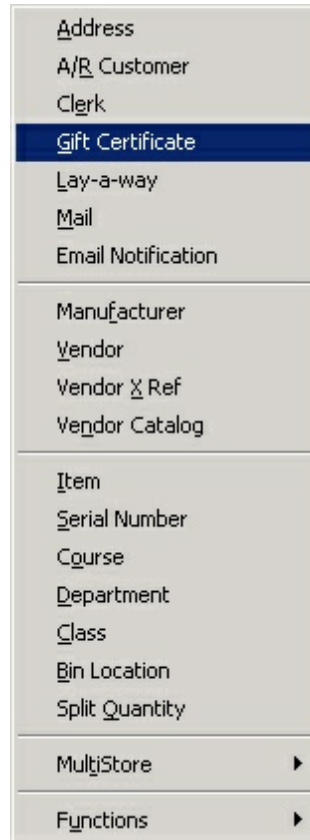 Address
A/R Customer
Clerk
Gift Certificate
Lay-a-way
Mail
Email Notification
Manufacturer
Vendor
Vendor X Ref
Vendor Catalog
Item
Serial Number
Course
Department
Class
Bin Location
Split Quantity
MultiStore
Functions